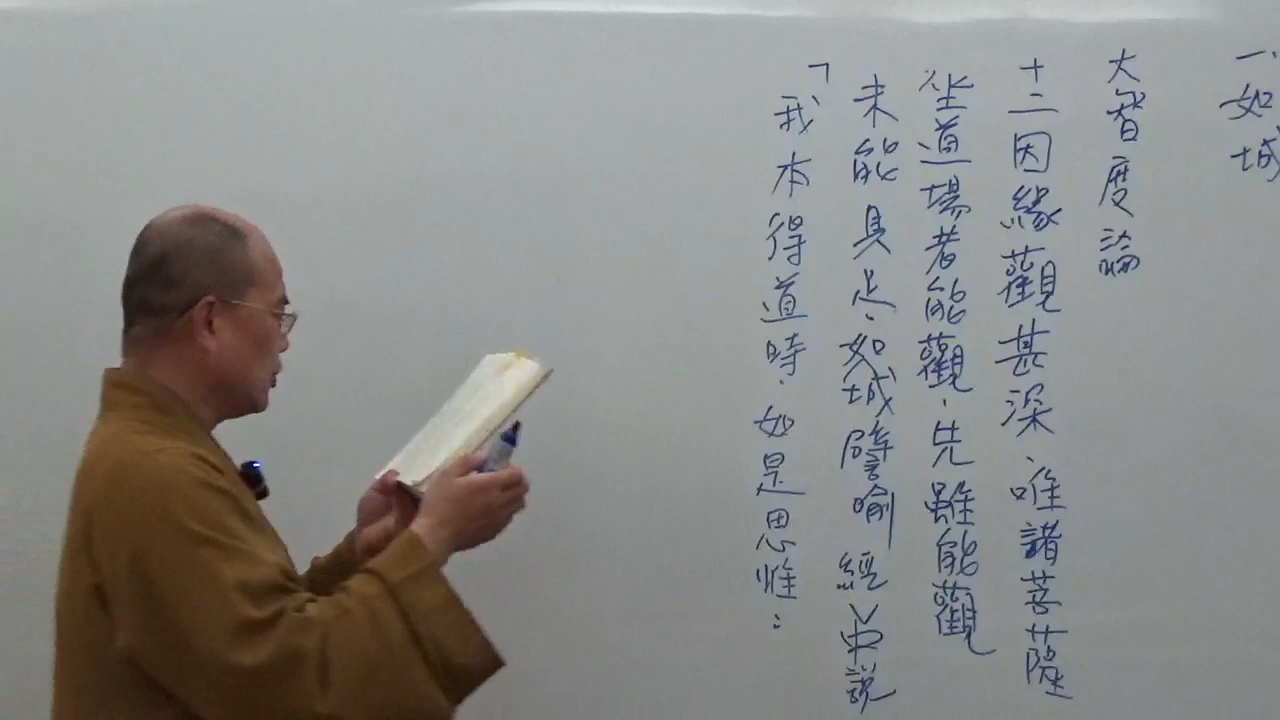 一、如城
大智度論
十二因緣觀甚深、唯諸菩薩
坐道場者能觀、先雖能觀
未能具足、如城譬喻經中說
「我本得道時、如是思惟：